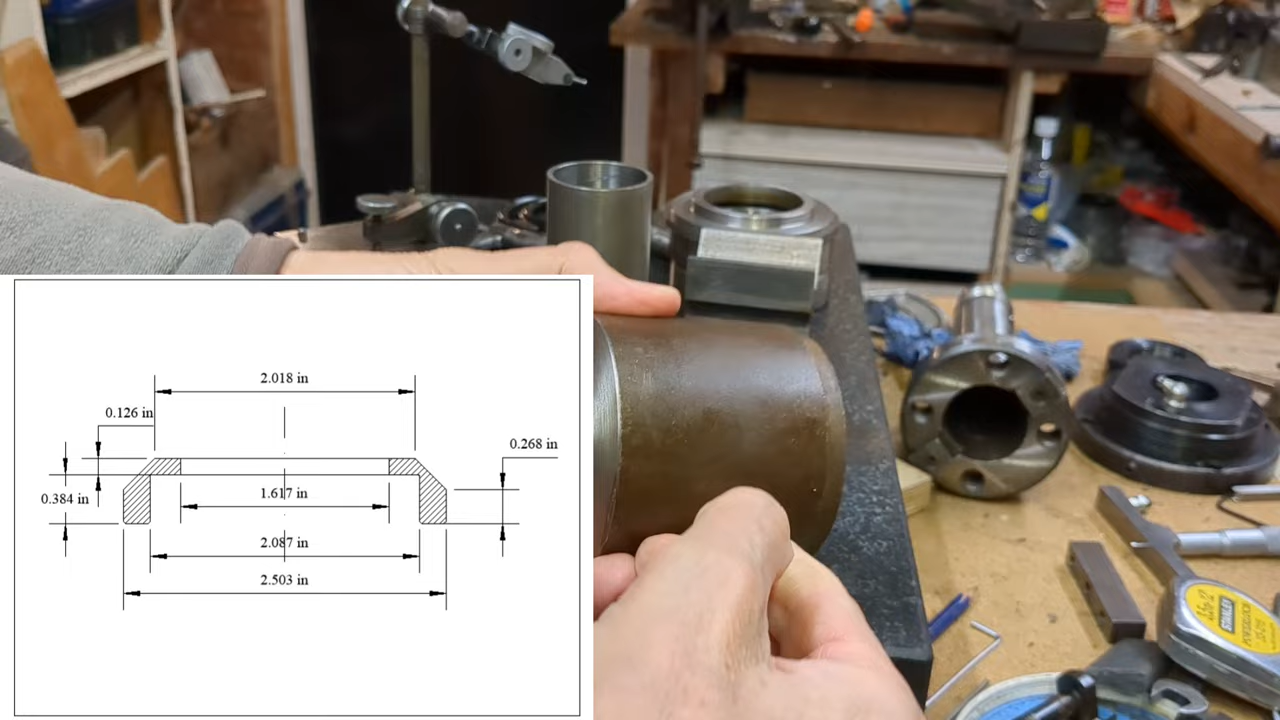 2.018 in
0.126 in
0.268 in
0.384 in
1.617 in
2.087 in
2.503 in
STANLEY
POWERLOCK